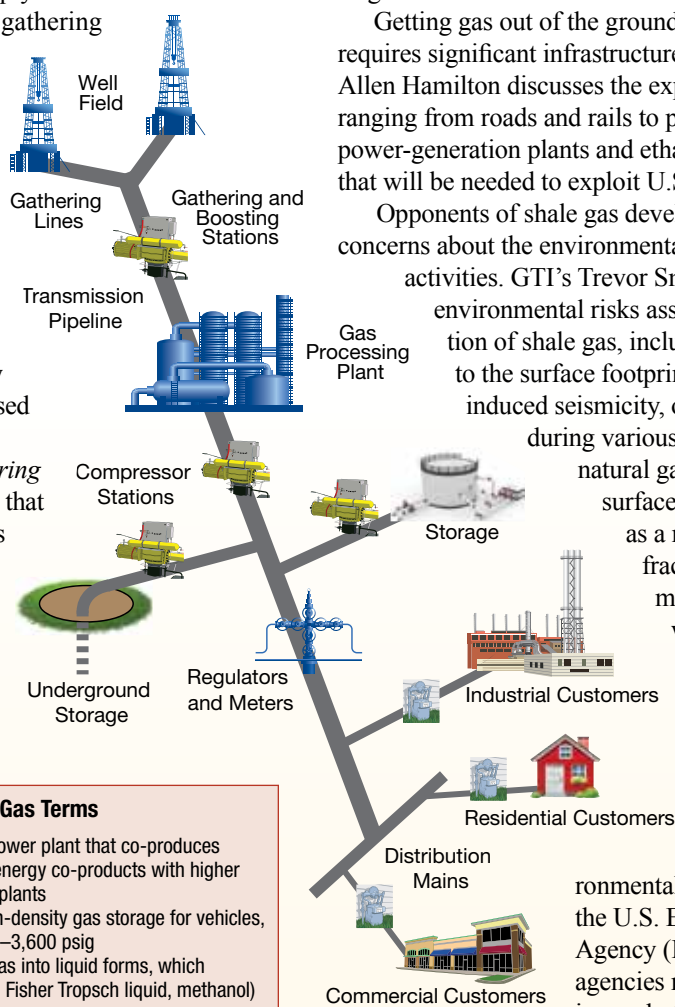 gathering
Well
Field
Gathering
Lines
Gathering and
Boosting
Stations
Transmission
Pipeline
Gas
Processing
Plant
sed
ring
Compressor
Stations
that
s
Storage
Underground
Storage
Regulators
and Meters
Industrial Customers
Residential Customers
Distribution
Mains
Commercial Customers
Gas Terms
ower plant that co-produces
energy co-products with higher
plants
n-density gas storage for vehicles,
–3,600 psig
as into liquid forms, which
Fisher Tropsch liquid, methanol)
Getting gas out of the ground
requires significant infrastructure
Allen Hamilton discusses the exp
ranging from roads and rails to p
power-generation plants and etha
that will be needed to exploit U.S
Opponents of shale gas devel
concerns about the environmenta
activities. GTI's Trevor Sn
environmental risks ass
tion of shale gas, inclu
to the surface footprin
induced seismicity, o
during various
natural ga
surface
as a r
frac
m
ronmental
the U.S. E
Agency (
agencies r